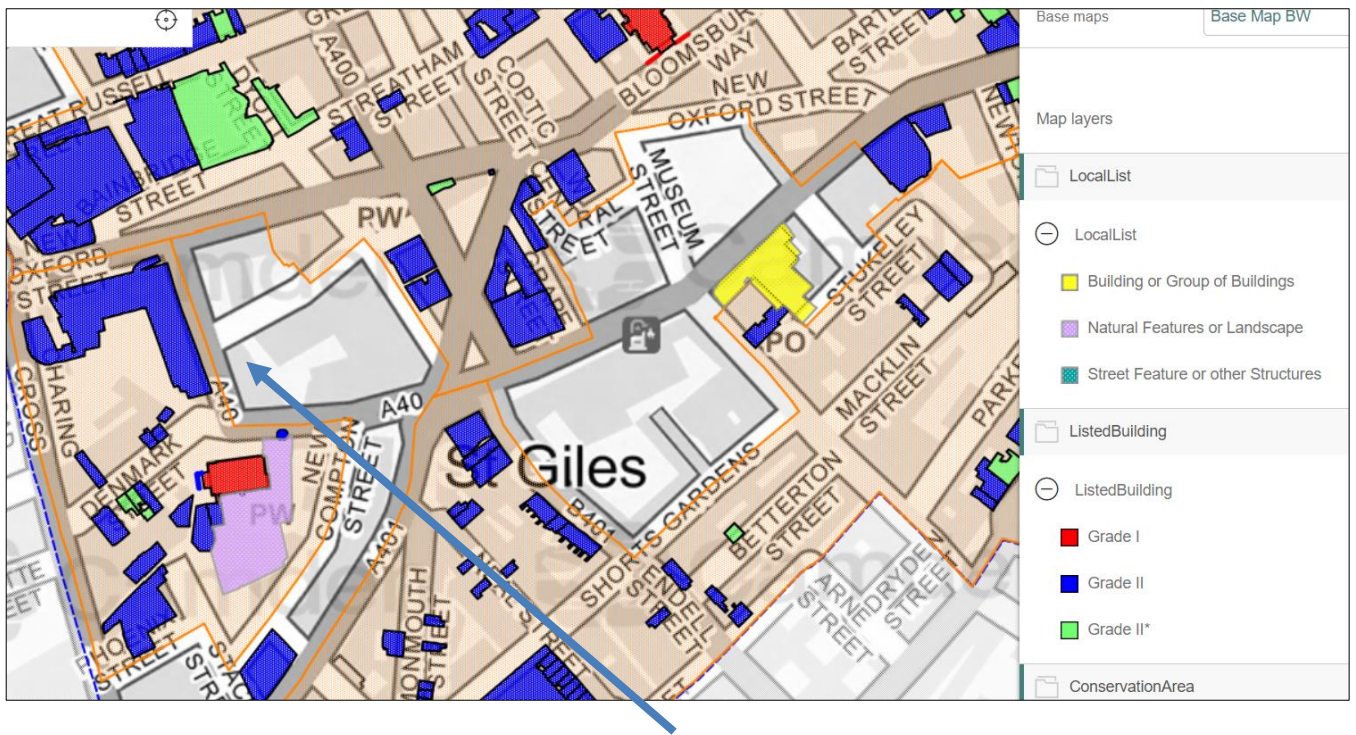 Base maps
Base Map BW
Map layers
LocalList
LocalList
Building or Group of Buildings
Natural Features or Landscape
Street Feature or other Structures
ListedBuilding
ListedBuilding
Grade I
Grade II
Grade II*
ConservationArea
A400
STREATHAM
STREET
COPTIC
STREET
BLOOMSBURY
WAY
BARTER
STREET
NEW
OXFORD STREET
BAINBRIDGE
STREET
NEW
OXFORD
STREET
PW
MUSEUM
STREET
STUKELEY
STREET
PO
MACKLIN
STREET
CHARING
CROSS
A40
A40
DENMARK
STREET
PW
NEW
COMPTON
STREET
A401
St Giles
B401
SHORTS GARDENS
BETTERTON
STREET
ENDELL
STREET
NEAL STREET
MONMOUTH
STREET
PHOENIX
STREET
ARNE
STREET
DRYDEN
STREET
PARKER
Camden